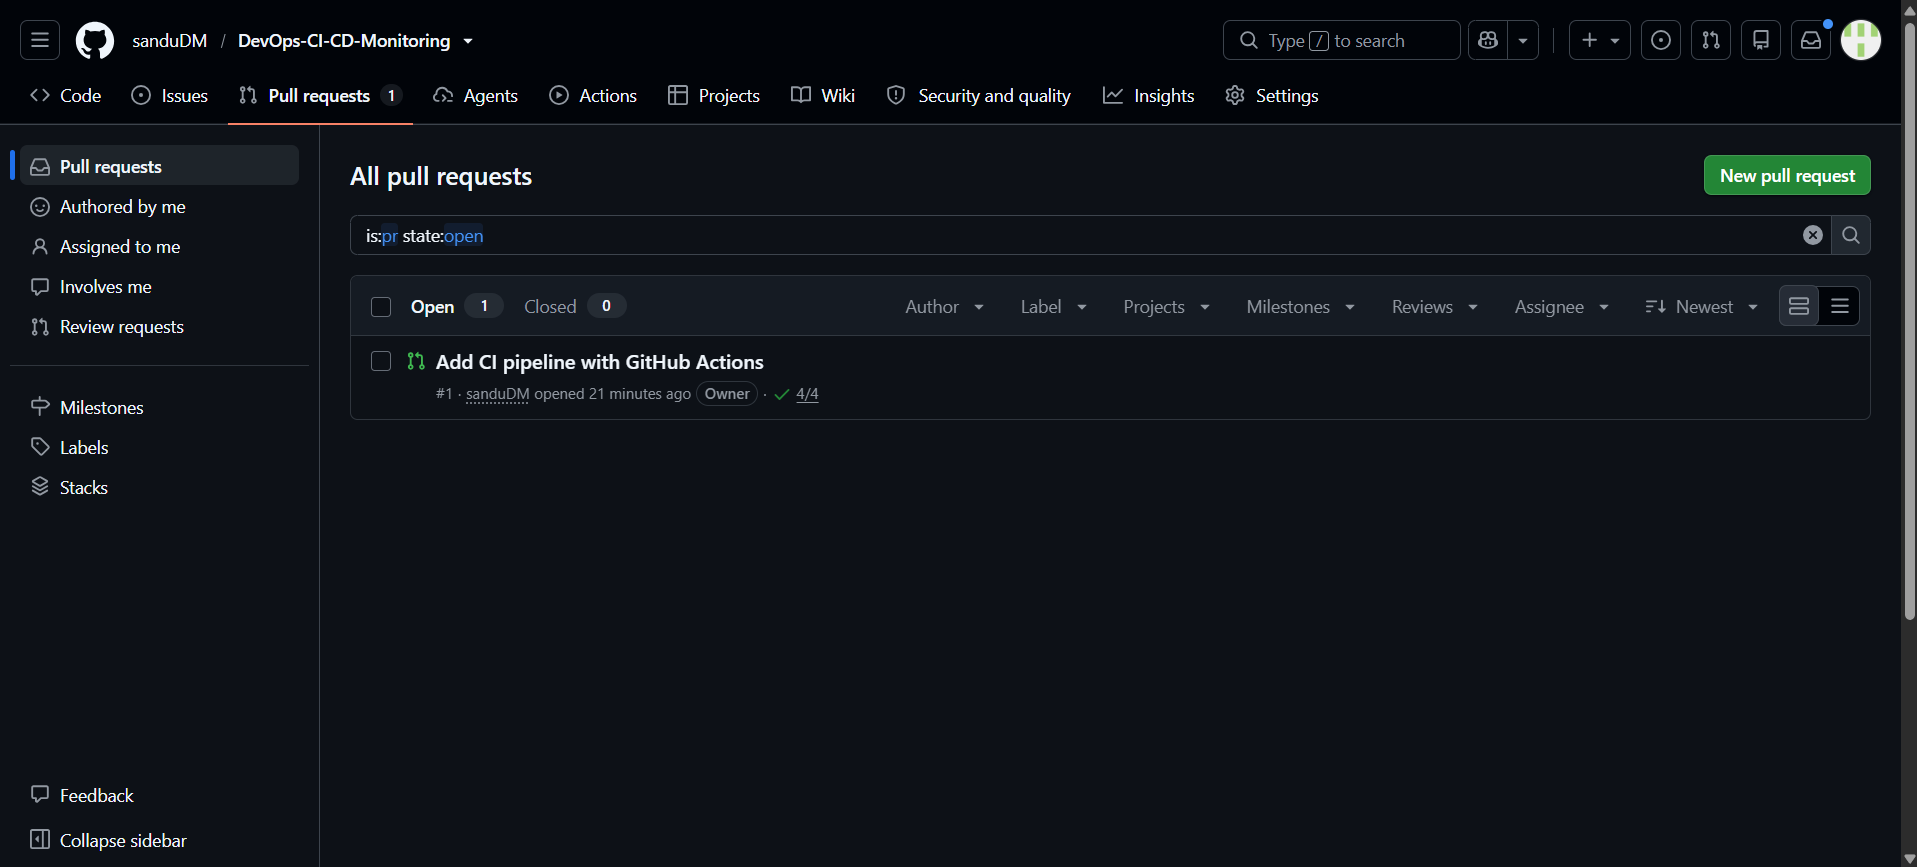 sanduDM / DevOps-CI-CD-Monitoring
Type / to search
Code Issues Pull requests 1 Agents Actions Projects Wiki Security and quality Insights Settings
Pull requests
Authored by me
Assigned to me
Involves me
Review requests
Milestones
Labels
Stacks
Feedback
Collapse sidebar
All pull requests
New pull request
is:pr state:open
Open 1 Closed 0 Author Label Projects Milestones Reviews Assignee Newest
Add CI pipeline with GitHub Actions
#1 · sanduDM opened 21 minutes ago Owner · 4/4